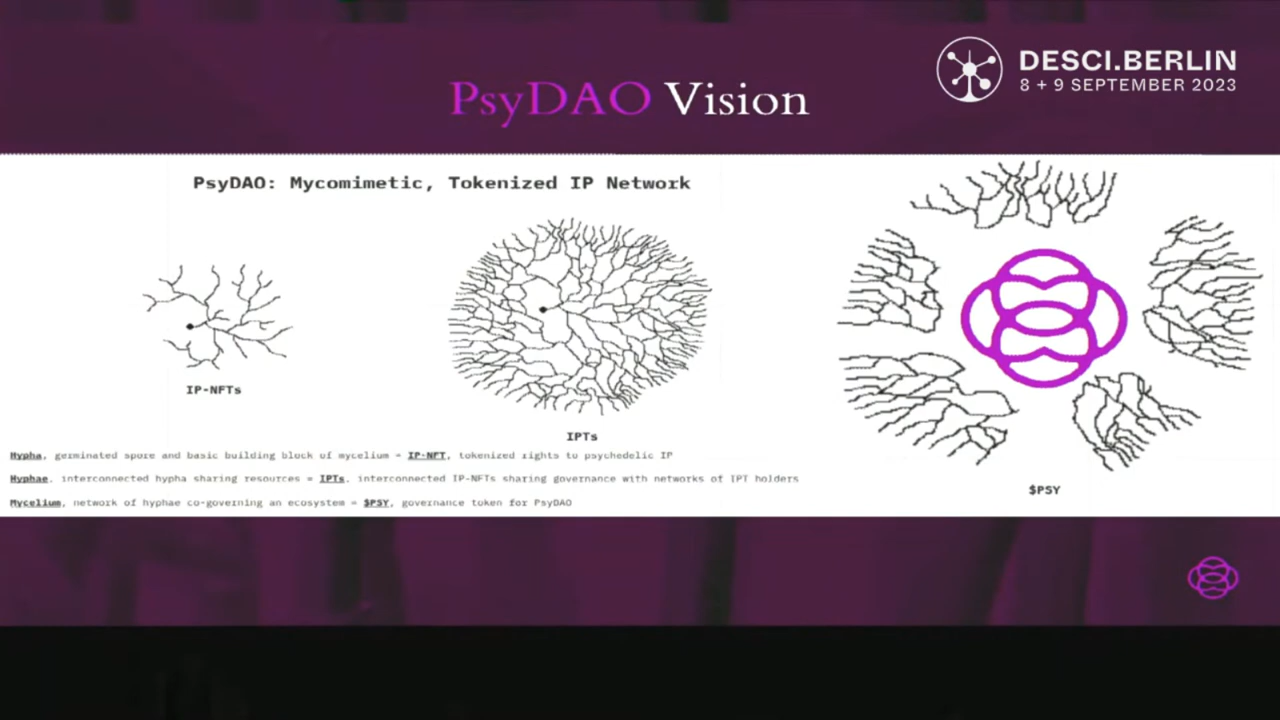 DESCI.BERLIN
8 + 9 SEPTEMBER 2023
PsyDAO Vision
PsyDAO: Mycomimetic, Tokenized IP Network
IP-NFTs
IPTs
$PSY
Hypha, germinated spore and basic building block of mycelium = IP-NFT, tokenized rights to psychedelic IP
Hyphae, interconnected hypha sharing resources = IPTs, interconnected IP-NFTs sharing governance with networks of IPT holders
Mycelium, network of hyphae co-governing an ecosystem = $PSY, governance token for PsyDAO